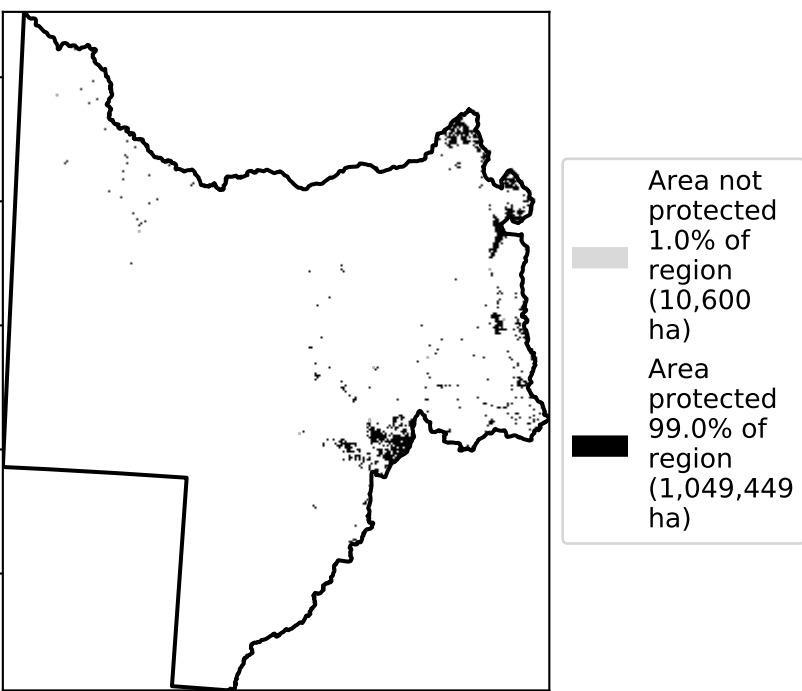 Area not
protected
1.0% of
region
(10,600
ha)
Area
protected
99.0% of
region
(1,049,449
ha)